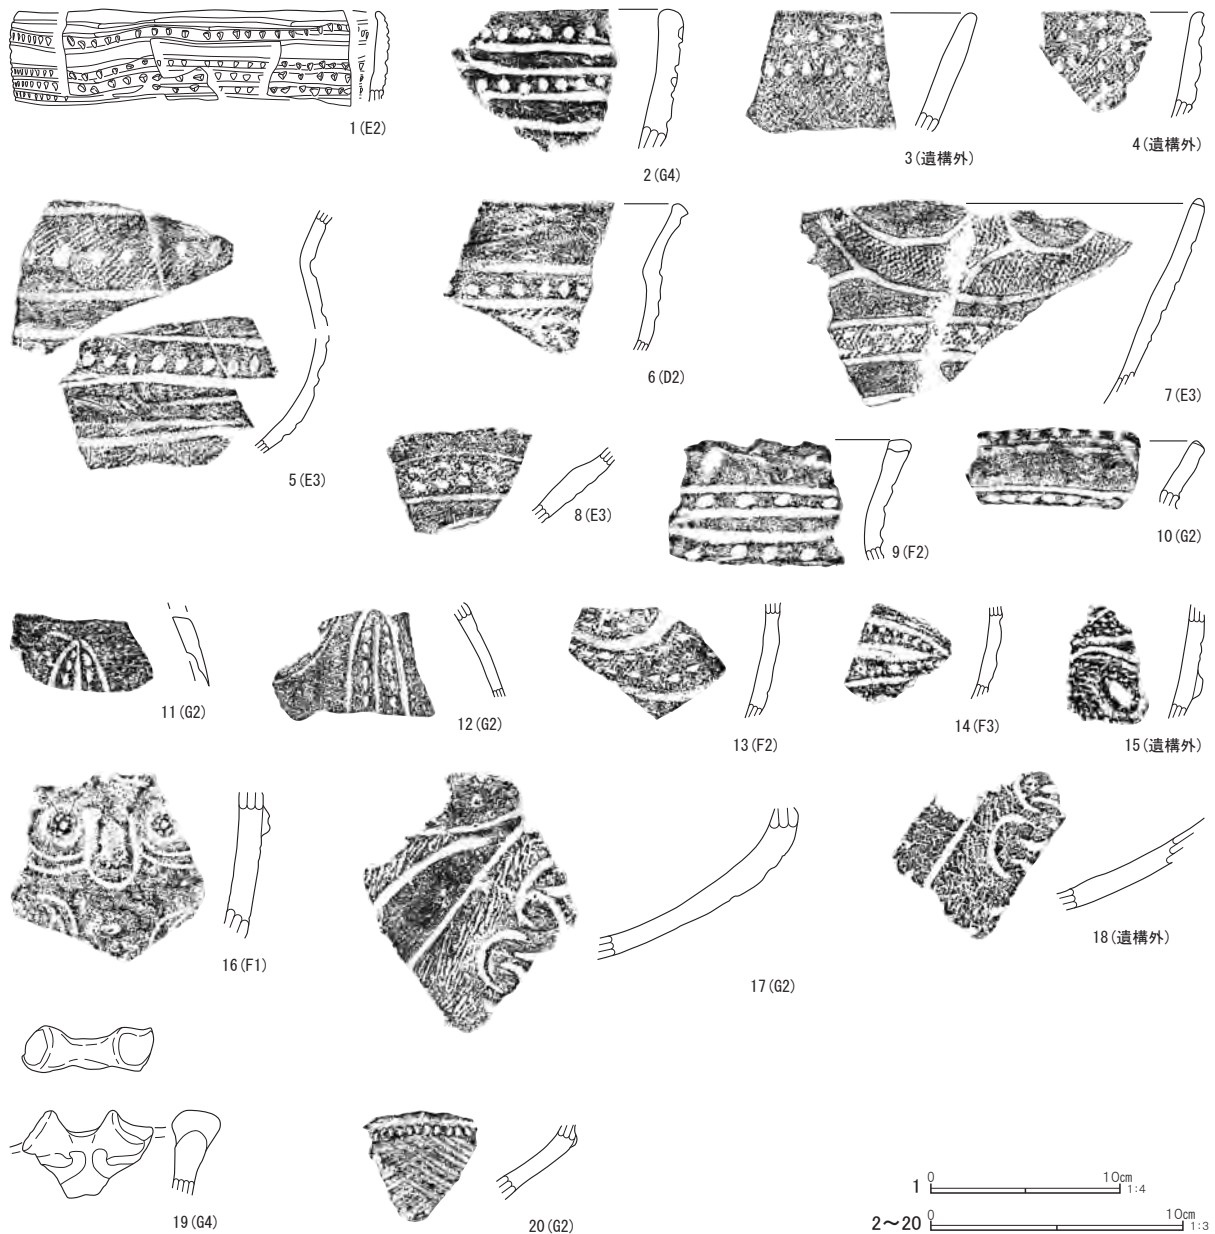 1(E2)
2(G4)
3(遺構外)
4(遺構外)
5(E3)
6(D2)
7(E3)
8(E3)
9(F2)
10(G2)
11(G2)
12(G2)
13(F2)
14(F3)
15(遺構外)
16(F1)
17(G2)
18(遺構外)
19(G4)
20(G2)
1 0 10㎝ 1:4
2～20 0 10㎝ 1:3